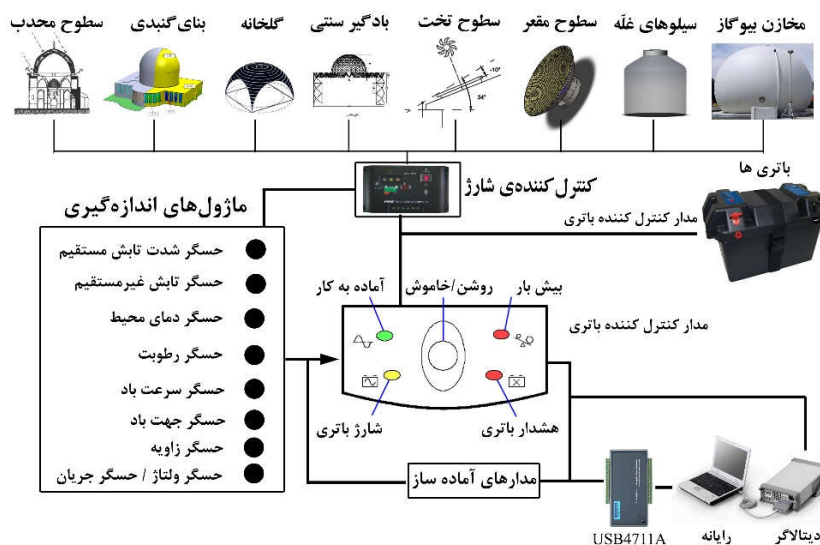 مخازن بیوگاز
سیلوهای غلّه
سطوح مقعر
سطوح تخت
بادگیر سنتی
گلخانه
بنای گنبدی
سطوح محدب
-10°
34°
کنترل کننده‌ی شارژ
باتری ها
مدار کنترل کننده باتری
ماژول‌های اندازه‌گیری
حسگر شدت تابش مستقیم
حسگر تابش غیرمستقیم
حسگر دمای محیط
حسگر رطوبت
حسگر سرعت باد
حسگر جهت باد
حسگر زاویه
حسگر ولتاژ / حسگر جریان
بیش بار
روشن/خاموش
آماده به کار
مدار کنترل کننده باتری
هشدار باتری
شارژ باتری
مدارهای آماده ساز
USB4711A
رایانه
دیتالاگر